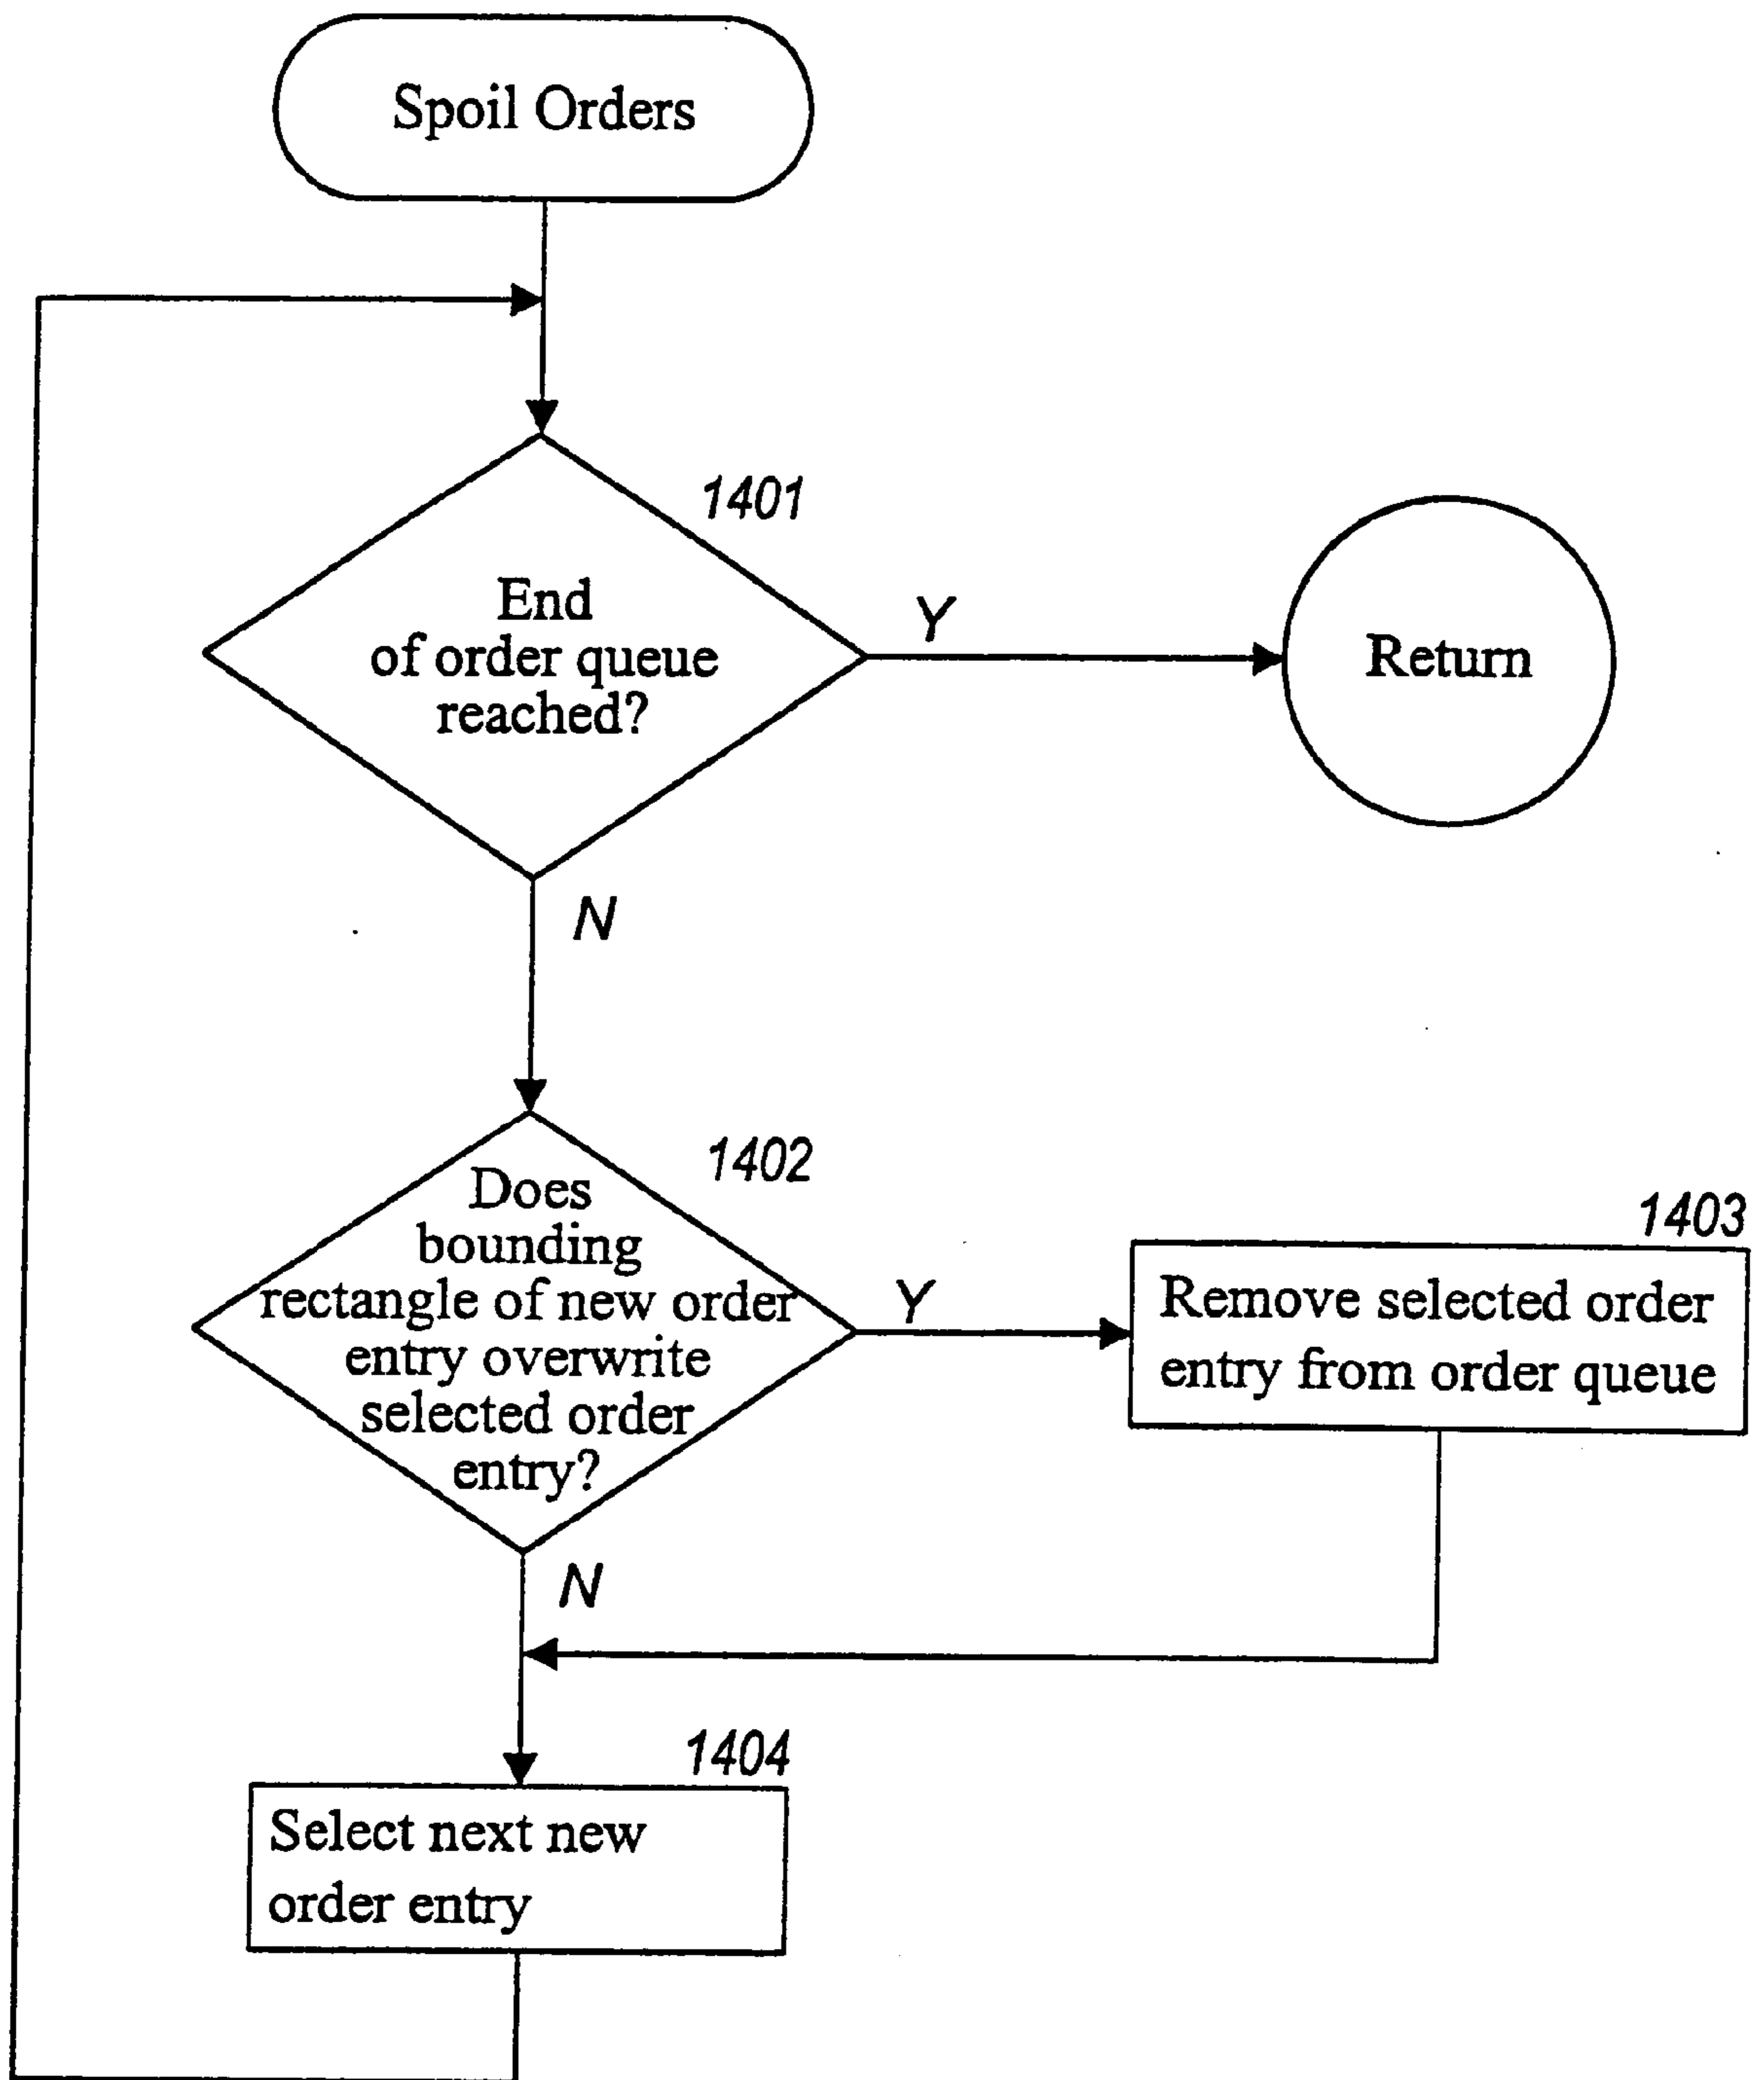 Spoil Orders
1401
End
of order queue
reached?
Y
Return
N
1402
Does
bounding
rectangle of new order
entry overwrite
selected order
entry?
Y
1403
Remove selected order
entry from order queue
N
1404
Select next new
order entry